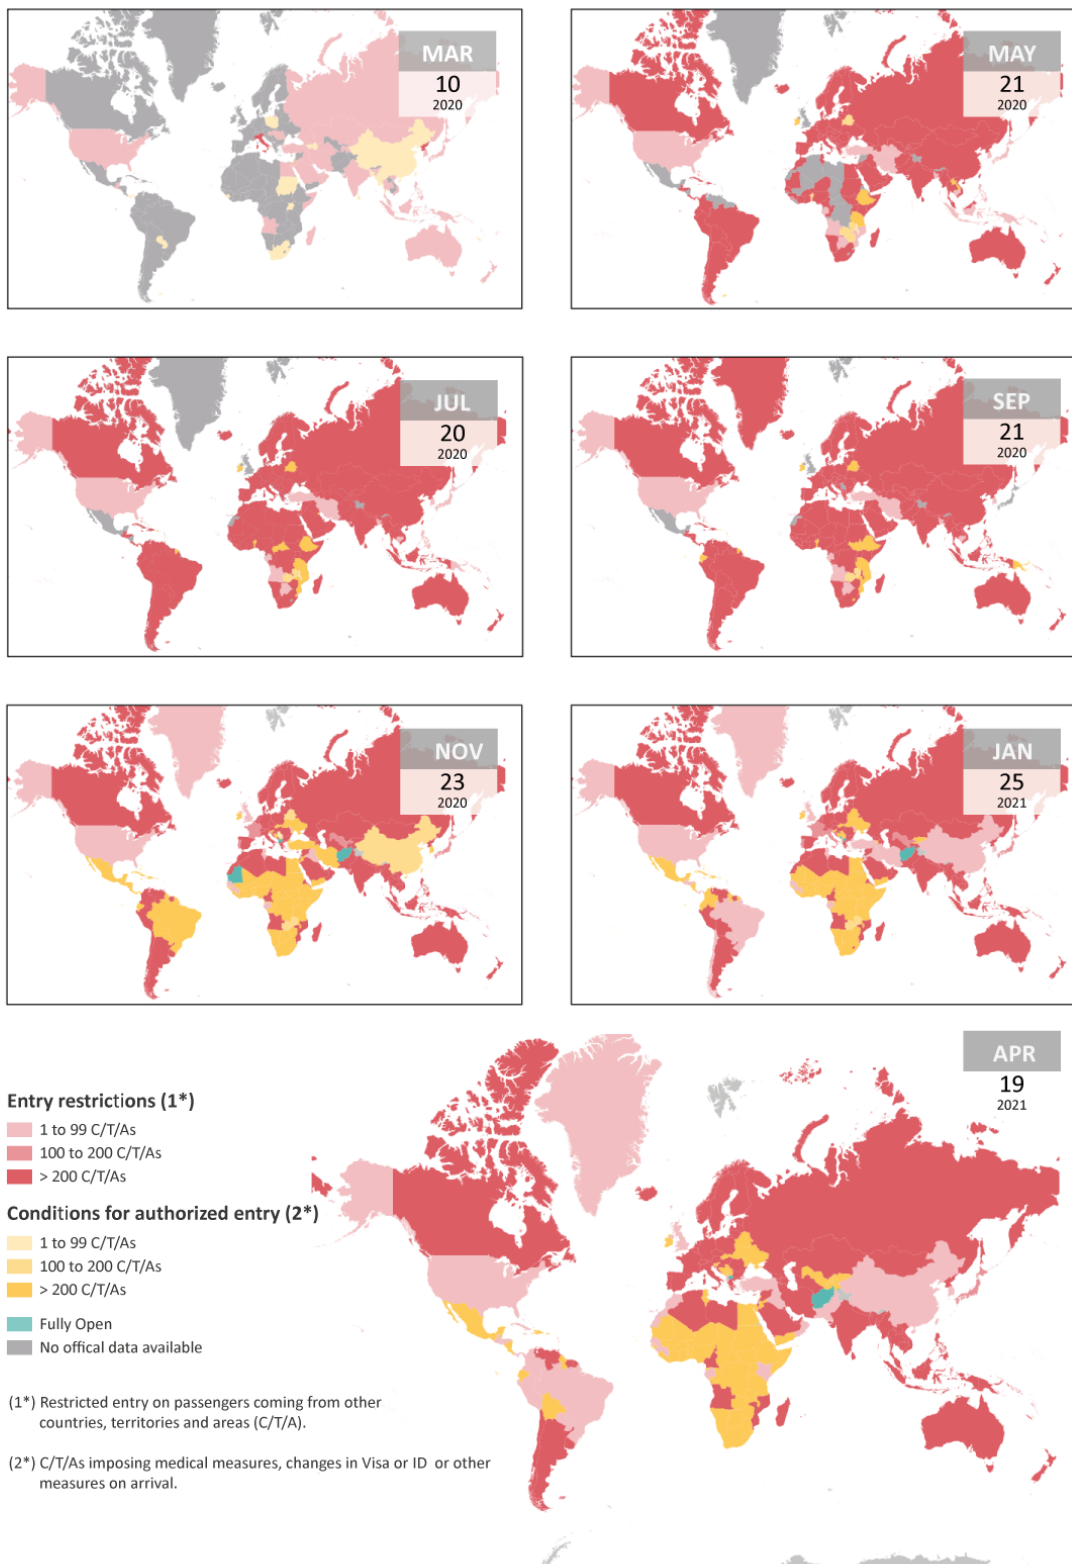 MAR
10
2020
MAY
21
2020
JUL
20
2020
SEP
21
2020
NOV
23
2020
JAN
25
2021
APR
19
2021
Entry restrictions (1*)
1 to 99 C/T/As
100 to 200 C/T/As
> 200 C/T/As
Conditions for authorized entry (2*)
1 to 99 C/T/As
100 to 200 C/T/As
> 200 C/T/As
Fully Open
No offical data available
(1*) Restricted entry on passengers coming from other
countries, territories and areas (C/T/A).
(2*) C/T/As imposing medical measures, changes in Visa or ID or other
measures on arrival.